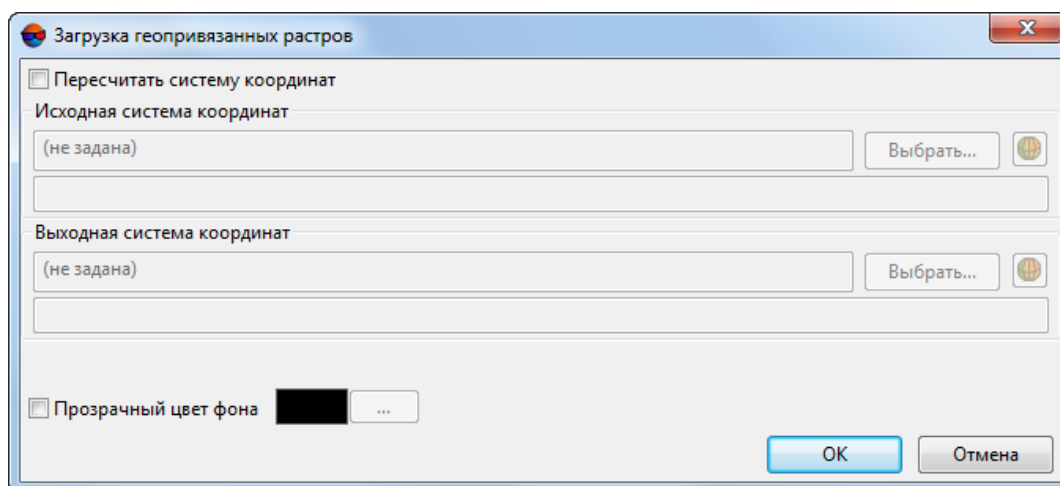 Загрузка геопривязанных растров
Пересчитать систему координат
Исходная система координат
(не задана) Выбрать...
Выходная система координат
(не задана) Выбрать...
Прозрачный цвет фона ...
OK Отмена